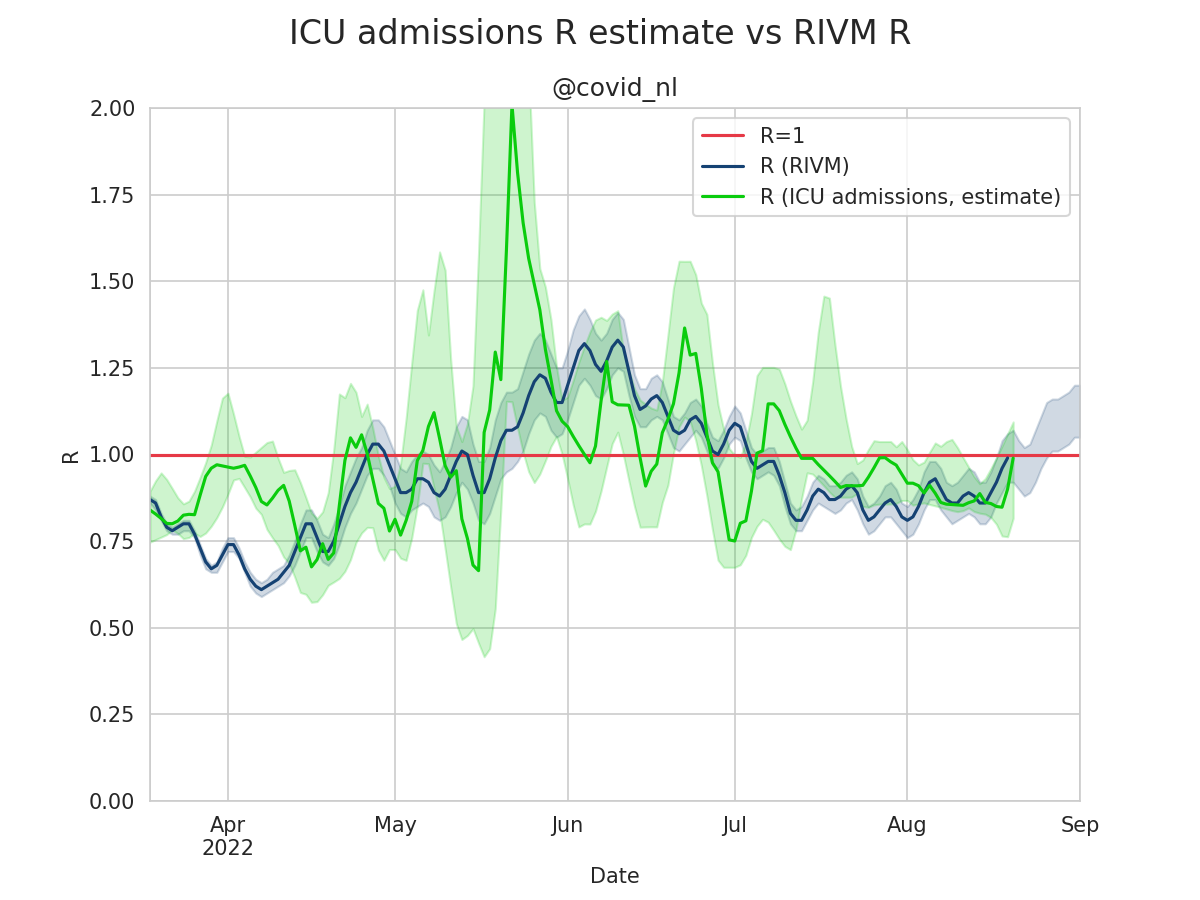 ICU admissions R estimate vs RIVM R
@covid_nl
R=1
R (RIVM)
R (ICU admissions, estimate)
2.00
1.75
1.50
1.25
1.00
0.75
0.50
0.25
0.00
R
Apr
2022
May
Jun
Jul
Aug
Sep
Date